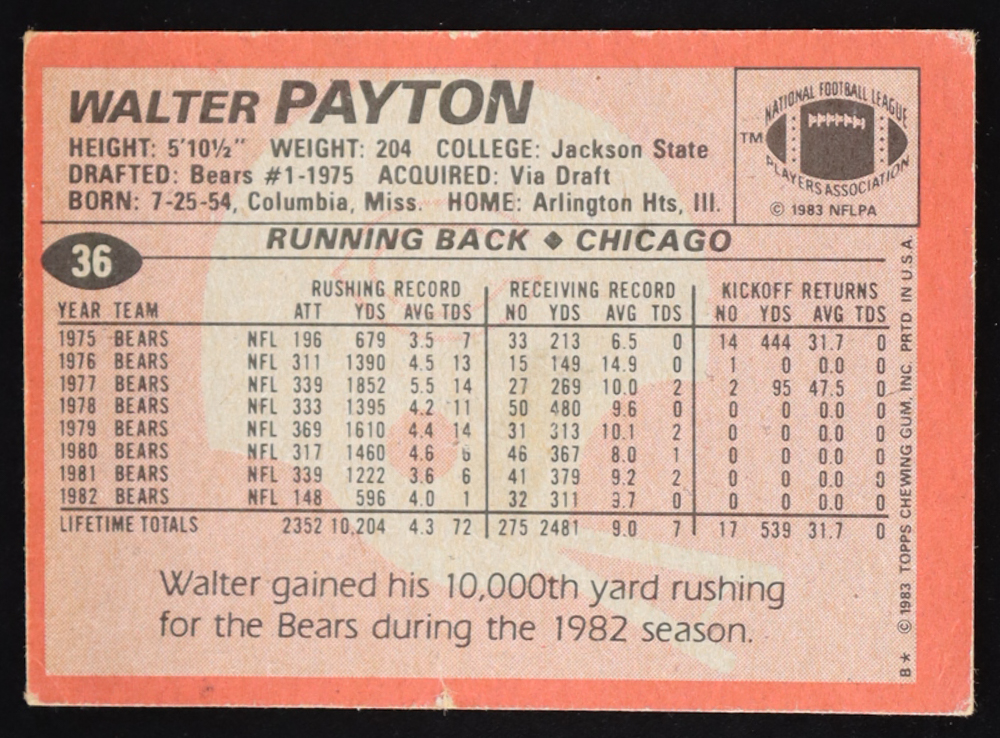 WALTER PAYTON
HEIGHT: 5'10½" WEIGHT: 204 COLLEGE: Jackson State
DRAFTED: Bears #1-1975 ACQUIRED: Via Draft
BORN: 7-25-54, Columbia, Miss. HOME: Arlington Hts, Ill.
NATIONAL FOOTBALL LEAGUE
TM
PLAYERS ASSOCIATION
© 1983 NFLPA
36
RUNNING BACK ◆ CHICAGO
RUSHING RECORD RECEIVING RECORD KICKOFF RETURNS
YEAR TEAM ATT YDS AVG TDS NO YDS AVG TDS NO YDS AVG TDS
1975 BEARS NFL 196 679 3.5 7 33 213 6.5 0 14 444 31.7 0
1976 BEARS NFL 311 1390 4.5 13 15 149 14.9 0 1 0 0.0 0
1977 BEARS NFL 339 1852 5.5 14 27 269 10.0 2 2 95 47.5 0
1978 BEARS NFL 333 1395 4.2 11 50 480 9.6 0 0 0 0.0 0
1979 BEARS NFL 369 1610 4.4 14 31 313 10.1 2 0 0 0.0 0
1980 BEARS NFL 317 1460 4.6 6 46 367 8.0 1 0 0 0.0 0
1981 BEARS NFL 339 1222 3.6 6 41 379 9.2 2 0 0 0.0 0
1982 BEARS NFL 148 596 4.0 1 32 311 9.7 0 0 0 0.0 0
LIFETIME TOTALS 2352 10,204 4.3 72 275 2481 9.0 7 17 539 31.7 0
Walter gained his 10,000th yard rushing
for the Bears during the 1982 season.
B* © 1983 TOPPS CHEWING GUM, INC. PRTD. IN U.S.A.